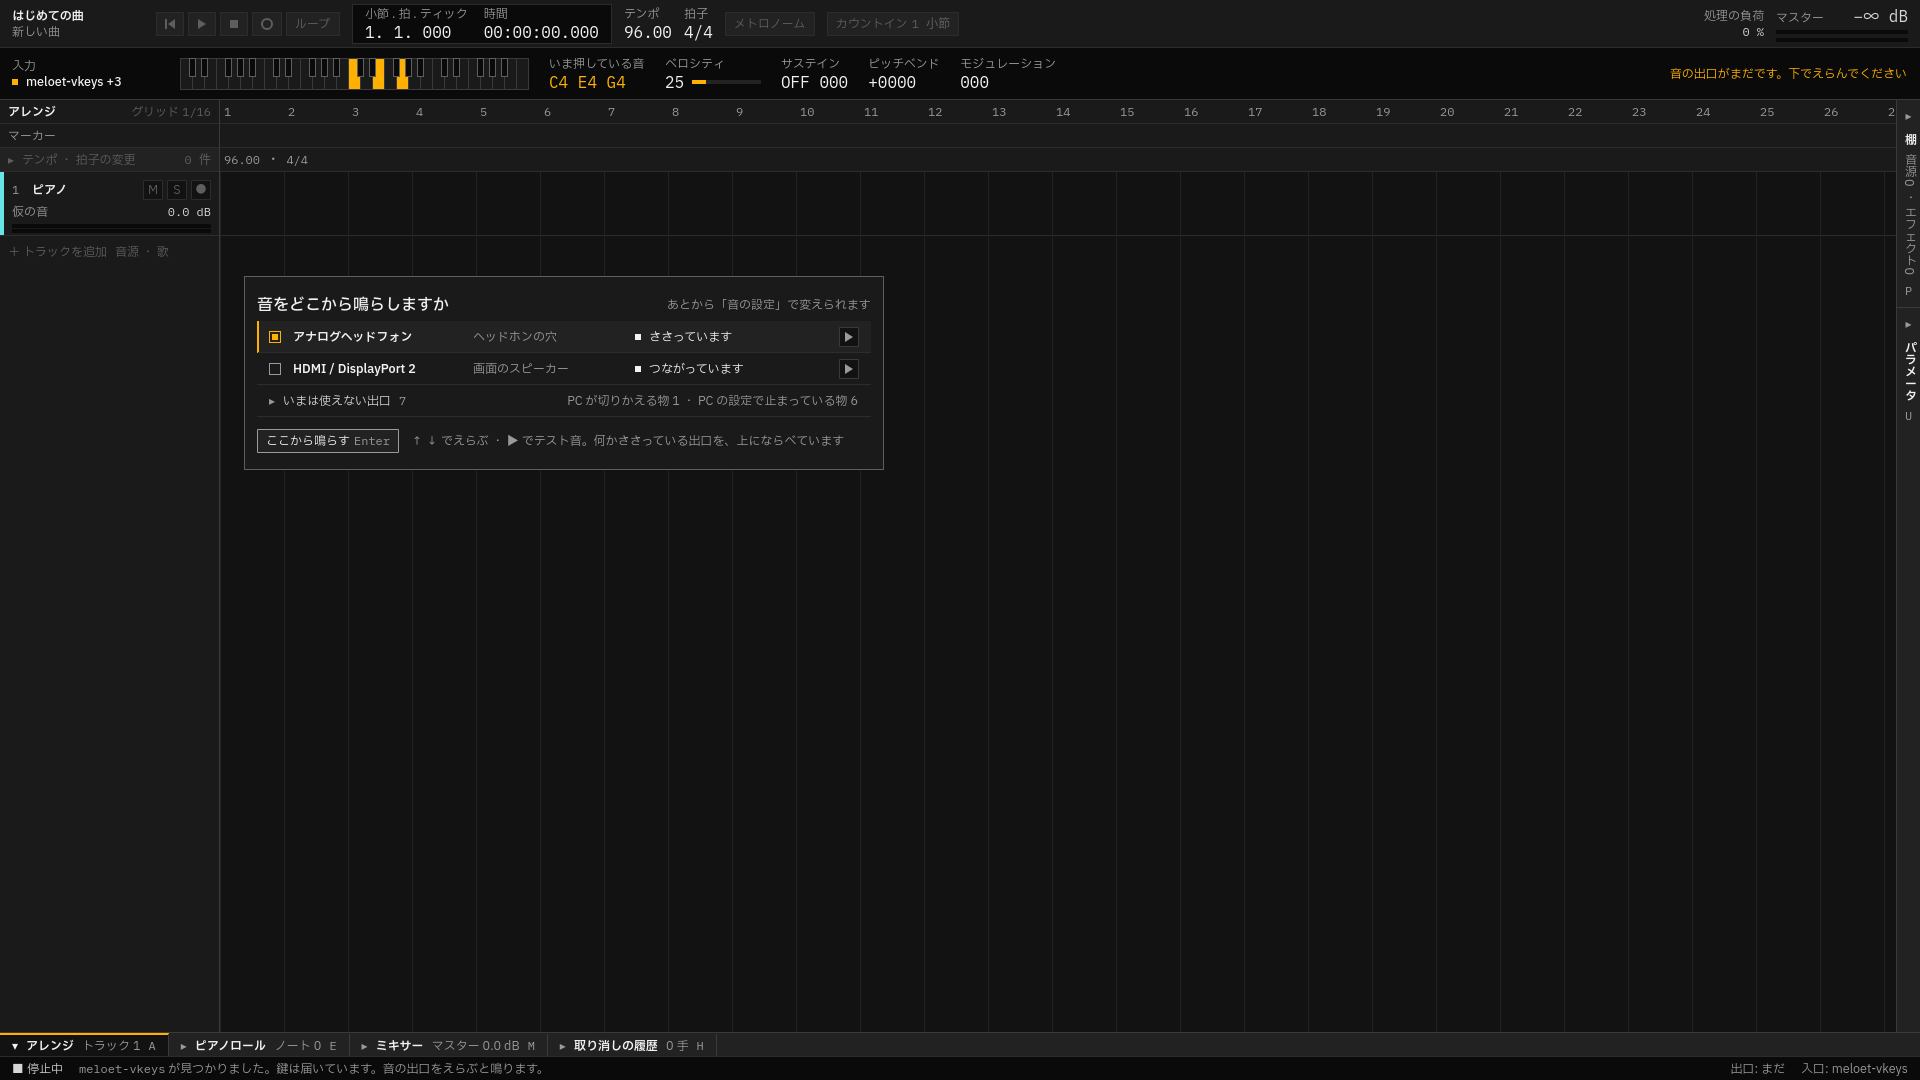 はじめての曲
新しい曲
ループ
小節 . 拍 . ティック 時間
1. 1. 000 00:00:00.000
テンポ 拍子
96.00 4/4
メトロノーム
カウントイン 1 小節
処理の負荷
0 %
マスター
−∞ dB
入力
meloet-vkeys +3
いま押している音
C4 E4 G4
ベロシティ
25
サステイン
OFF 000
ピッチベンド
+0000
モジュレーション
000
音の出口がまだです。下でえらんでください
アレンジ グリッド 1/16
1 2 3 4 5 6 7 8 9 10 11 12 13 14 15 16 17 18 19 20 21 22 23 24 25 26 2
マーカー
▸ テンポ · 拍子の変更 0 件
96.00 · 4/4
1 ピアノ M S
仮の音 0.0 dB
+ トラックを追加 音源 · 歌
音をどこから鳴らしますか あとから「音の設定」で変えられます
アナログヘッドフォン ヘッドホンの穴 ささっています
HDMI / DisplayPort 2 画面のスピーカー つながっています
▸ いまは使えない出口 7 PC が切りかえる物 1 · PC の設定で止まっている物 6
ここから鳴らす Enter ↑ ↓ でえらぶ · ▶ でテスト音。何かささっている出口を、上にならべています
▸ 棚 音源 0 · エフェクト 0 P
▸ パラメータ U
▾ アレンジ トラック 1 A
▸ ピアノロール ノート 0 E
▸ ミキサー マスター 0.0 dB M
▸ 取り消しの履歴 0 手 H
■ 停止中 meloet-vkeys が見つかりました。鍵は届いています。音の出口をえらぶと鳴ります。
出口: まだ 入口: meloet-vkeys